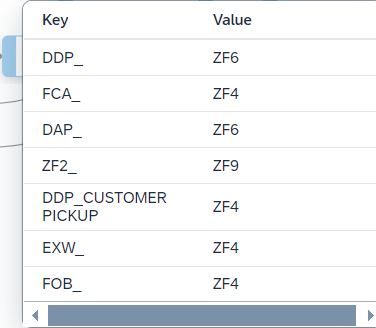 Key Value
DDP_ ZF6
FCA_ ZF4
DAP_ ZF6
ZF2_ ZF9
DDP_CUSTOMER
PICKUP ZF4
EXW_ ZF4
FOB_ ZF4